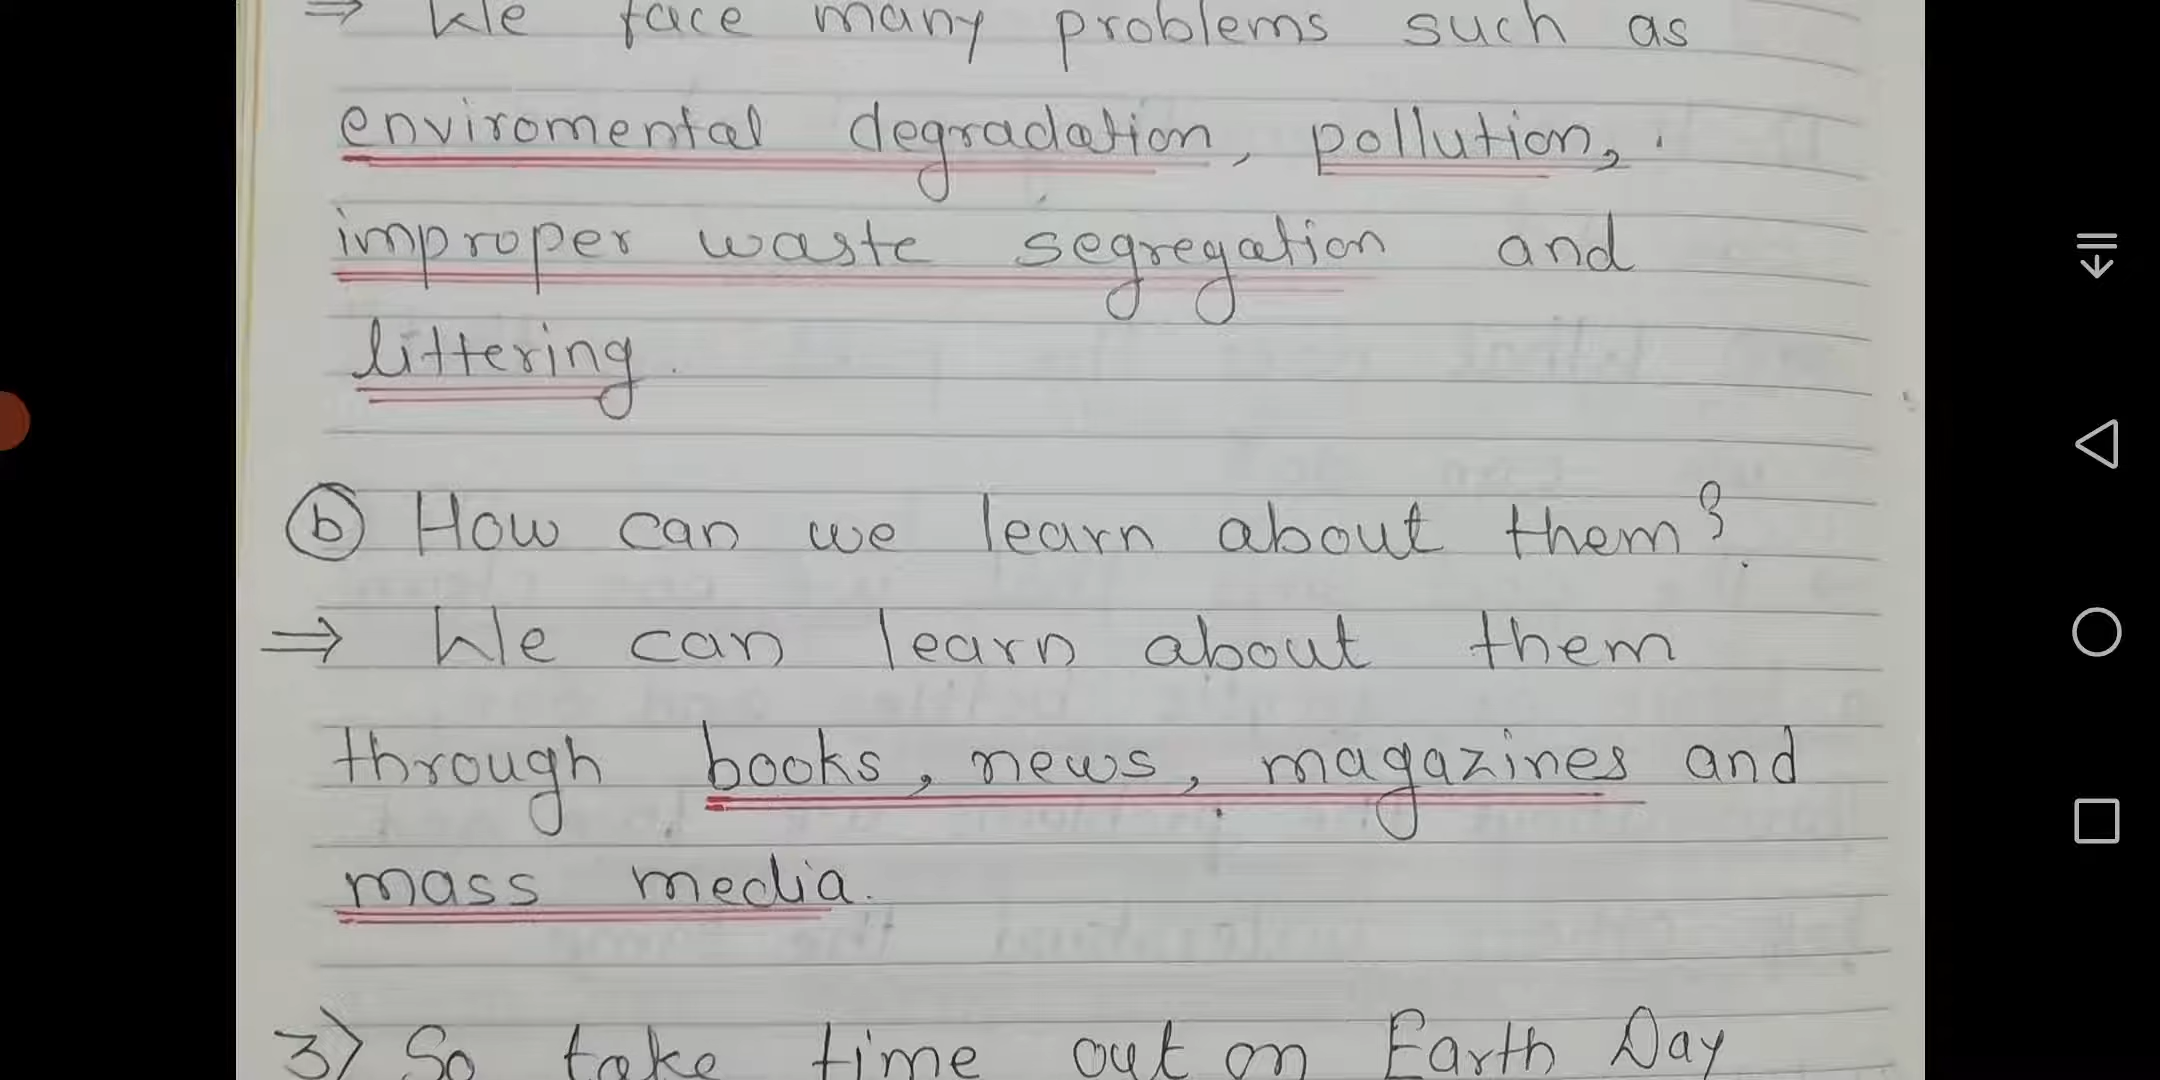 ⇒ We face many problems such as
enviromental degradation, pollution,
improper waste segregation and
littering.
ⓑ How can we learn about them?
⇒ We can learn about them
through books, news, magazines and
mass media.
3) So take time out on Earth Day